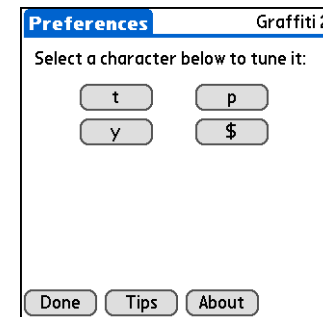 Preferences Graffiti 2
Select a character below to tune it:
t p
y $
Done Tips About